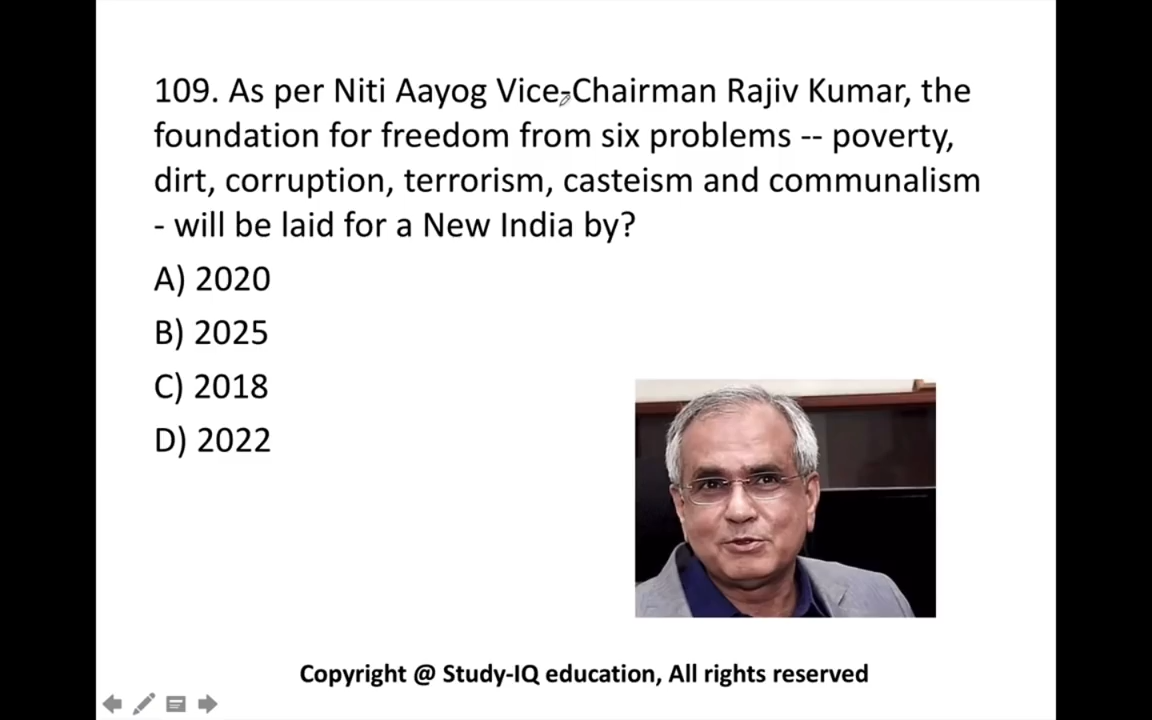 109. As per Niti Aayog Vice-Chairman Rajiv Kumar, the
foundation for freedom from six problems -- poverty,
dirt, corruption, terrorism, casteism and communalism
- will be laid for a New India by?
A) 2020
B) 2025
C) 2018
D) 2022
Copyright @ Study-IQ education, All rights reserved